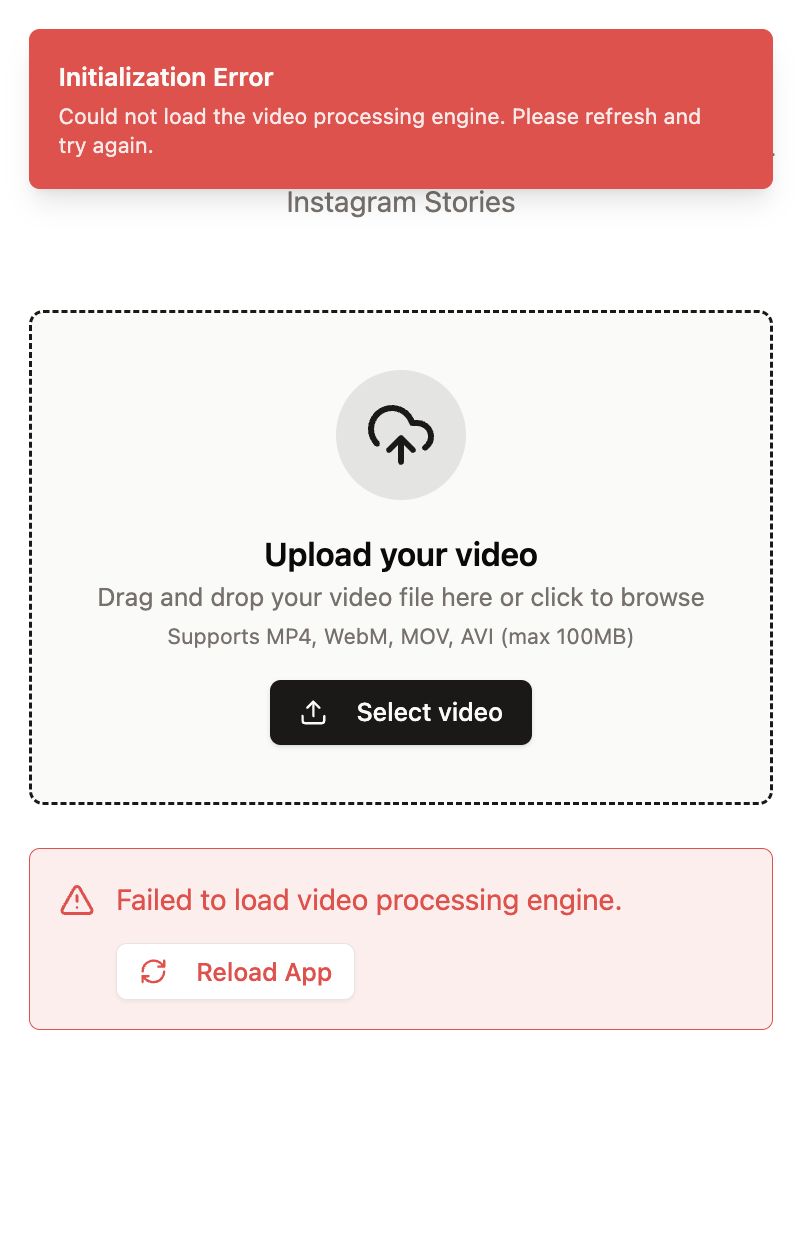 Initialization Error
Could not load the video processing engine. Please refresh and
try again.
Instagram Stories
Upload your video
Drag and drop your video file here or click to browse
Supports MP4, WebM, MOV, AVI (max 100MB)
Select video
Failed to load video processing engine.
Reload App